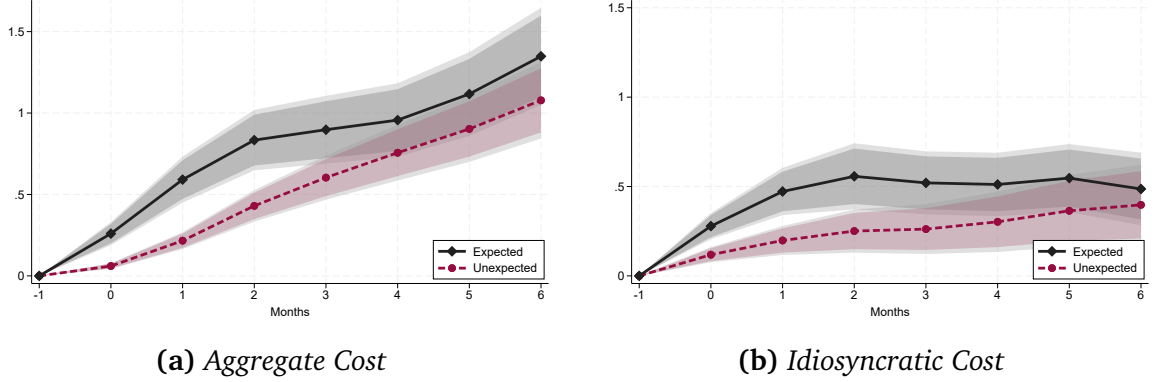 1.5
1
.5
0
-1 0 1 2 3 4 5 6
Months
Expected
Unexpected
(a) Aggregate Cost
1.5
1
.5
0
-1 0 1 2 3 4 5 6
Months
Expected
Unexpected
(b) Idiosyncratic Cost